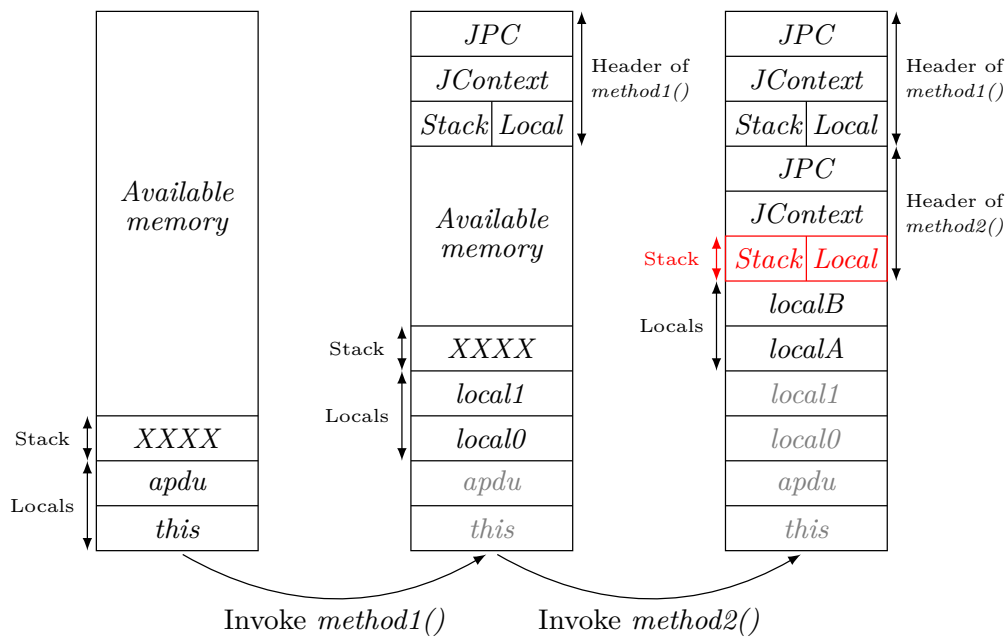 Available
memory
Stack
XXXX
Locals
apdu
this
Invoke method1()
JPC
JContext
Stack Local
Header of
method1()
Available
memory
Stack
XXXX
Locals
local1
local0
apdu
this
Invoke method2()
JPC
JContext
Stack Local
Header of
method1()
JPC
JContext
Header of
method2()
Stack
Stack Local
Locals
localB
localA
local1
local0
apdu
this